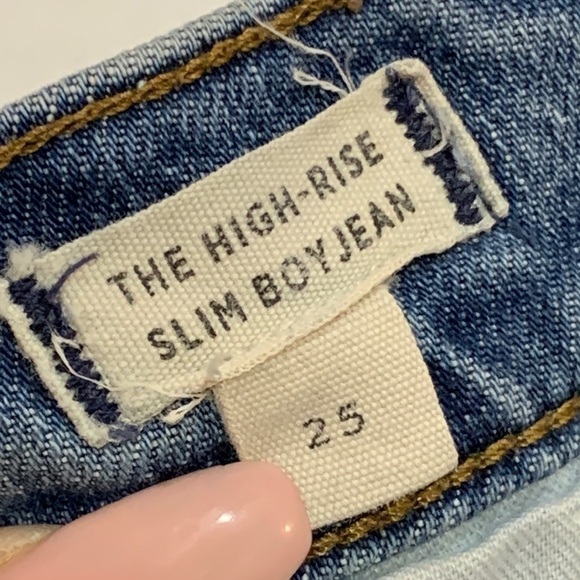 THE HIGH-RISE
SLIM BOYJEAN
25